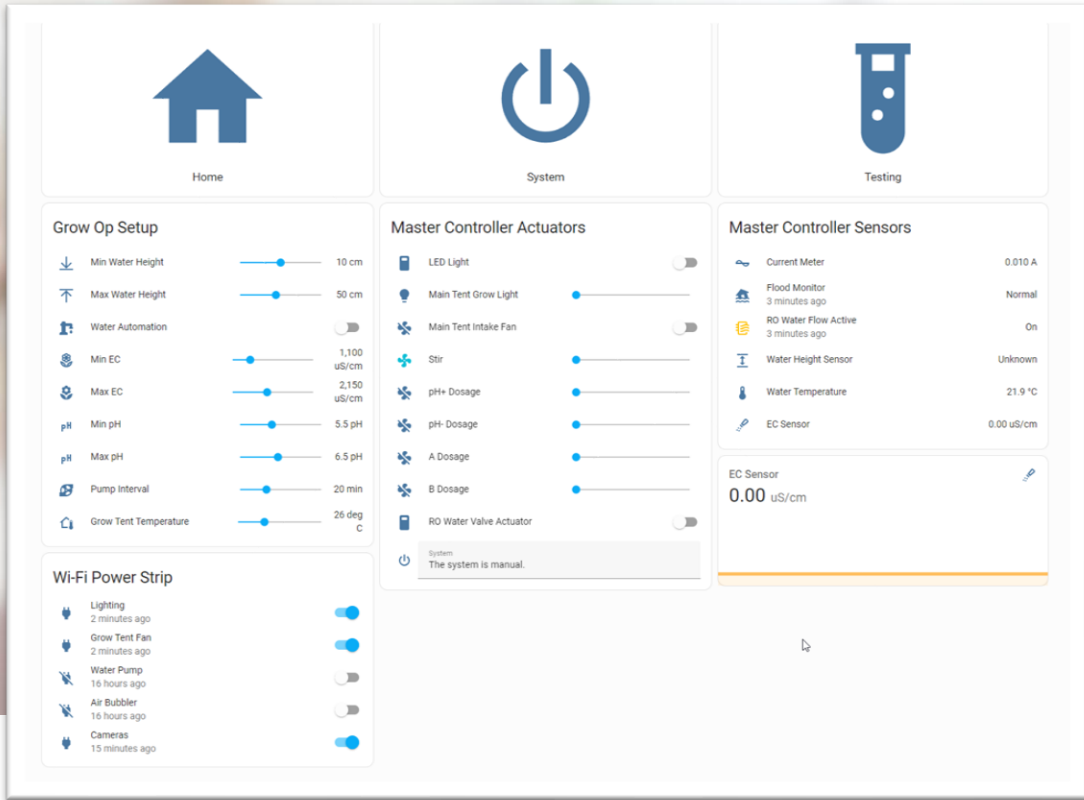 Home
System
Testing
Grow Op Setup
Min Water Height
10 cm
Max Water Height
50 cm
Water Automation
Min EC
1,100
uS/cm
Max EC
2,150
uS/cm
pH
Min pH
5.5 pH
pH
Max pH
6.5 pH
Pump Interval
20 min
Grow Tent Temperature
26 deg
C
Wi-Fi Power Strip
Lighting
2 minutes ago
Grow Tent Fan
2 minutes ago
Water Pump
16 hours ago
Air Bubbler
16 hours ago
Cameras
15 minutes ago
Master Controller Actuators
LED Light
Main Tent Grow Light
Main Tent Intake Fan
Stir
pH+ Dosage
pH- Dosage
A Dosage
B Dosage
RO Water Valve Actuator
System
The system is manual.
Master Controller Sensors
Current Meter
0.010 A
Flood Monitor
3 minutes ago
Normal
RO Water Flow Active
3 minutes ago
On
Water Height Sensor
Unknown
Water Temperature
21.9 °C
EC Sensor
0.00 uS/cm
EC Sensor
0.00 uS/cm